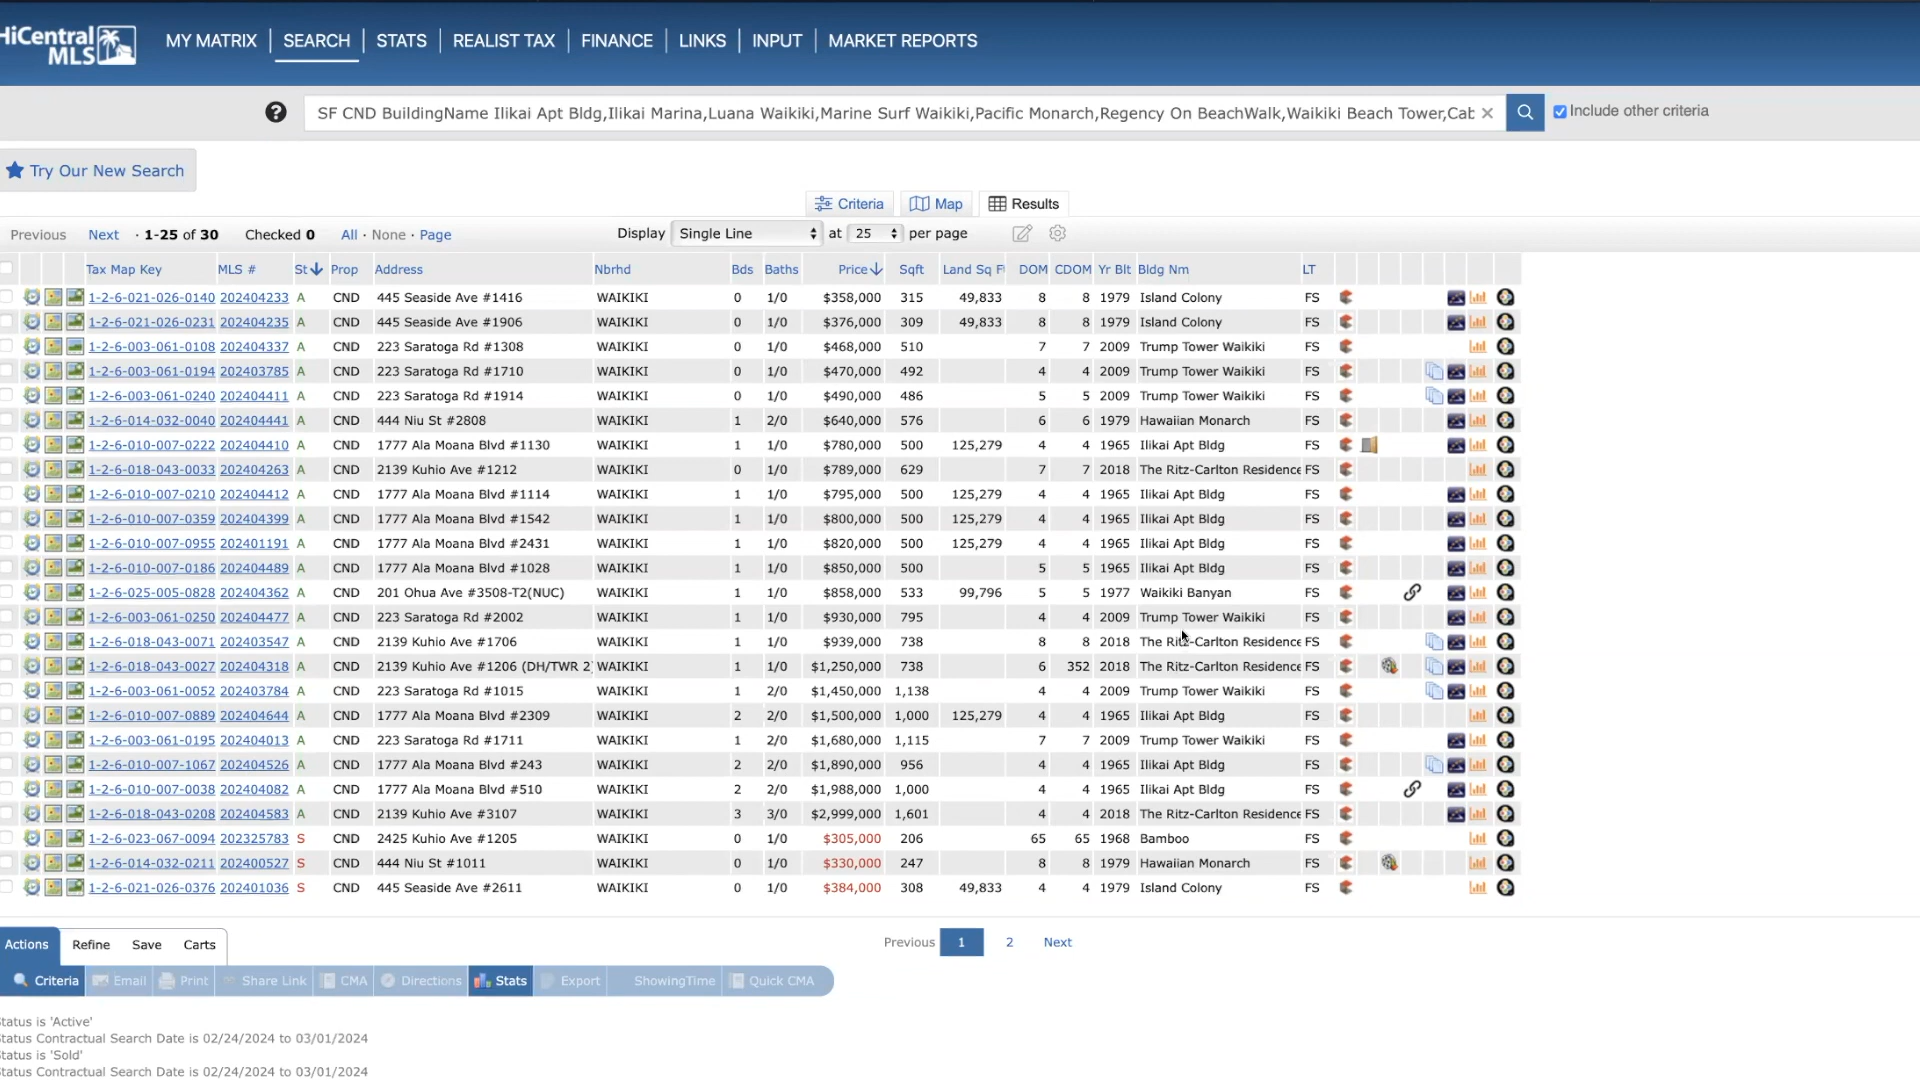 HiCentral MLS MY MATRIX SEARCH STATS REALIST TAX FINANCE LINKS INPUT MARKET REPORTS
SF CND BuildingName Ilikai Apt Bldg,Ilikai Marina,Luana Waikiki,Marine Surf Waikiki,Pacific Monarch,Regency On BeachWalk,Waikiki Beach Tower,Cab Include other criteria
Try Our New Search
Criteria Map Results
Previous Next · 1-25 of 30 Checked 0 All · None · Page Display Single Line at 25 per page
Tax Map Key MLS # St Prop Address Nbrhd Bds Baths Price Sqft Land Sq F DOM CDOM Yr Blt Bldg Nm LT
1-2-6-021-026-0140 202404233 A CND 445 Seaside Ave #1416 WAIKIKI 0 1/0 $358,000 315 49,833 8 8 1979 Island Colony FS
1-2-6-021-026-0231 202404235 A CND 445 Seaside Ave #1906 WAIKIKI 0 1/0 $376,000 309 49,833 8 8 1979 Island Colony FS
1-2-6-003-061-0108 202404337 A CND 223 Saratoga Rd #1308 WAIKIKI 0 1/0 $468,000 510 7 7 2009 Trump Tower Waikiki FS
1-2-6-003-061-0194 202403785 A CND 223 Saratoga Rd #1710 WAIKIKI 0 1/0 $470,000 492 4 4 2009 Trump Tower Waikiki FS
1-2-6-003-061-0240 202404411 A CND 223 Saratoga Rd #1914 WAIKIKI 0 1/0 $490,000 486 5 5 2009 Trump Tower Waikiki FS
1-2-6-014-032-0040 202404441 A CND 444 Niu St #2808 WAIKIKI 1 2/0 $640,000 576 6 6 1979 Hawaiian Monarch FS
1-2-6-010-007-0222 202404410 A CND 1777 Ala Moana Blvd #1130 WAIKIKI 1 1/0 $780,000 500 125,279 4 4 1965 Ilikai Apt Bldg FS
1-2-6-018-043-0033 202404263 A CND 2139 Kuhio Ave #1212 WAIKIKI 0 1/0 $789,000 629 7 7 2018 The Ritz-Carlton Residence FS
1-2-6-010-007-0210 202404412 A CND 1777 Ala Moana Blvd #1114 WAIKIKI 1 1/0 $795,000 500 125,279 4 4 1965 Ilikai Apt Bldg FS
1-2-6-010-007-0359 202404399 A CND 1777 Ala Moana Blvd #1542 WAIKIKI 1 1/0 $800,000 500 125,279 4 4 1965 Ilikai Apt Bldg FS
1-2-6-010-007-0955 202401191 A CND 1777 Ala Moana Blvd #2431 WAIKIKI 1 1/0 $820,000 500 125,279 4 4 1965 Ilikai Apt Bldg FS
1-2-6-010-007-0186 202404489 A CND 1777 Ala Moana Blvd #1028 WAIKIKI 1 1/0 $850,000 500 5 5 1965 Ilikai Apt Bldg FS
1-2-6-025-005-0828 202404362 A CND 201 Ohua Ave #3508-T2(NUC) WAIKIKI 1 1/0 $858,000 533 99,796 5 5 1977 Waikiki Banyan FS
1-2-6-003-061-0250 202404477 A CND 223 Saratoga Rd #2002 WAIKIKI 1 1/0 $930,000 795 4 4 2009 Trump Tower Waikiki FS
1-2-6-018-043-0071 202403547 A CND 2139 Kuhio Ave #1706 WAIKIKI 1 1/0 $939,000 738 8 8 2018 The Ritz-Carlton Residence FS
1-2-6-018-043-0027 202404318 A CND 2139 Kuhio Ave #1206 (DH/TWR 2) WAIKIKI 1 1/0 $1,250,000 738 6 352 2018 The Ritz-Carlton Residence FS
1-2-6-003-061-0052 202403784 A CND 223 Saratoga Rd #1015 WAIKIKI 1 2/0 $1,450,000 1,138 4 4 2009 Trump Tower Waikiki FS
1-2-6-010-007-0889 202404644 A CND 1777 Ala Moana Blvd #2309 WAIKIKI 2 2/0 $1,500,000 1,000 125,279 4 4 1965 Ilikai Apt Bldg FS
1-2-6-003-061-0195 202404013 A CND 223 Saratoga Rd #1711 WAIKIKI 1 2/0 $1,680,000 1,115 7 7 2009 Trump Tower Waikiki FS
1-2-6-010-007-1067 202404526 A CND 1777 Ala Moana Blvd #243 WAIKIKI 2 2/0 $1,890,000 956 4 4 1965 Ilikai Apt Bldg FS
1-2-6-010-007-0038 202404082 A CND 1777 Ala Moana Blvd #510 WAIKIKI 2 2/0 $1,988,000 1,000 4 4 1965 Ilikai Apt Bldg FS
1-2-6-018-043-0208 202404583 A CND 2139 Kuhio Ave #3107 WAIKIKI 3 3/0 $2,999,000 1,601 4 4 2018 The Ritz-Carlton Residence FS
1-2-6-023-067-0094 202325783 S CND 2425 Kuhio Ave #1205 WAIKIKI 0 1/0 $305,000 206 65 65 1968 Bamboo FS
1-2-6-014-032-0211 202400527 S CND 444 Niu St #1011 WAIKIKI 0 1/0 $330,000 247 8 8 1979 Hawaiian Monarch FS
1-2-6-021-026-0376 202401036 S CND 445 Seaside Ave #2611 WAIKIKI 0 1/0 $384,000 308 49,833 4 4 1979 Island Colony FS
Actions Refine Save Carts Previous 1 2 Next
Criteria Email Print Share Link CMA Directions Stats Export ShowingTime Quick CMA
tatus is 'Active'
tatus Contractual Search Date is 02/24/2024 to 03/01/2024
tatus is 'Sold'
tatus Contractual Search Date is 02/24/2024 to 03/01/2024